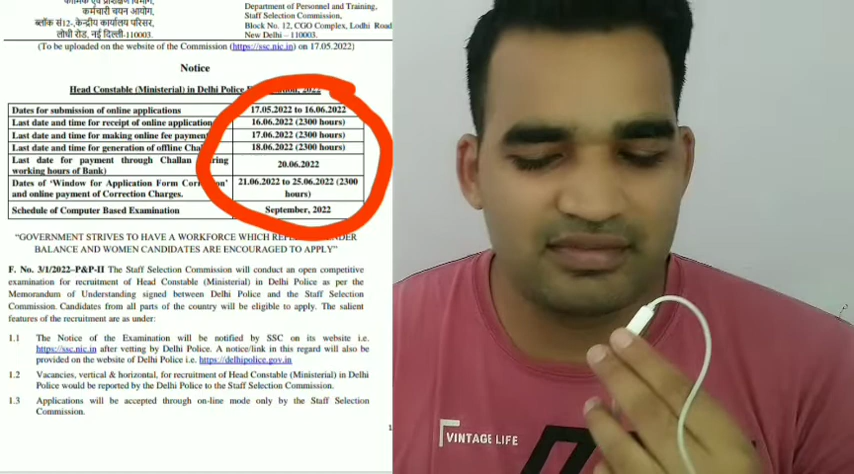 कर्मचारी चयन आयोग,
ब्लॉक सं12-,केन्द्रीय कार्यालय परिसर,
लोधी रोड, नई दिल्ली-110003.
Department of Personnel and Training,
Staff Selection Commission,
Block No. 12, CGO Complex, Lodhi Road
New Delhi – 110003.
(To be uploaded on the website of the Commission (https://ssc.nic.in) on 17.05.2022)
Notice
Head Constable (Ministerial) in Delhi Police 2022
Dates for submission of online applications 17.05.2022 to 16.06.2022
Last date and time for receipt of online application 16.06.2022 (2300 hours)
Last date and time for making online fee payment 17.06.2022 (2300 hours)
Last date and time for generation of offline 18.06.2022 (2300 hours)
Last date for payment through Challan
working hours of Bank) 20.06.2022
Dates of ‘Window for Application Form
and online payment of Correction Charges. 21.06.2022 to 25.06.2022 (2300
hours)
Schedule of Computer Based Examination September, 2022
“GOVERNMENT STRIVES TO HAVE A WORKFORCE WHICH
BALANCE AND WOMEN CANDIDATES ARE ENCOURAGED TO APPLY”
F. No. 3/1/2022–P&P-II The Staff Selection Commission will conduct an open competitive
examination for recruitment of Head Constable (Ministerial) in Delhi Police as per the
Memorandum of Understanding signed between Delhi Police and the Staff Selection
Commission. Candidates from all parts of the country will be eligible to apply. The salient
features of the recruitment are as under:
1.1 The Notice of the Examination will be notified by SSC on its website i.e.
https://ssc.nic.in after vetting by Delhi Police. A notice/link in this regard will also be
provided on the website of Delhi Police i.e. https://delhipolice.gov.in
1.2 Vacancies, vertical & horizontal, for recruitment of Head Constable (Ministerial) in Delhi
Police would be reported by the Delhi Police to the Staff Selection Commission.
1.3 Applications will be accepted through on-line mode only by the Staff Selection
Commission.
1
VINTAGE LIFE